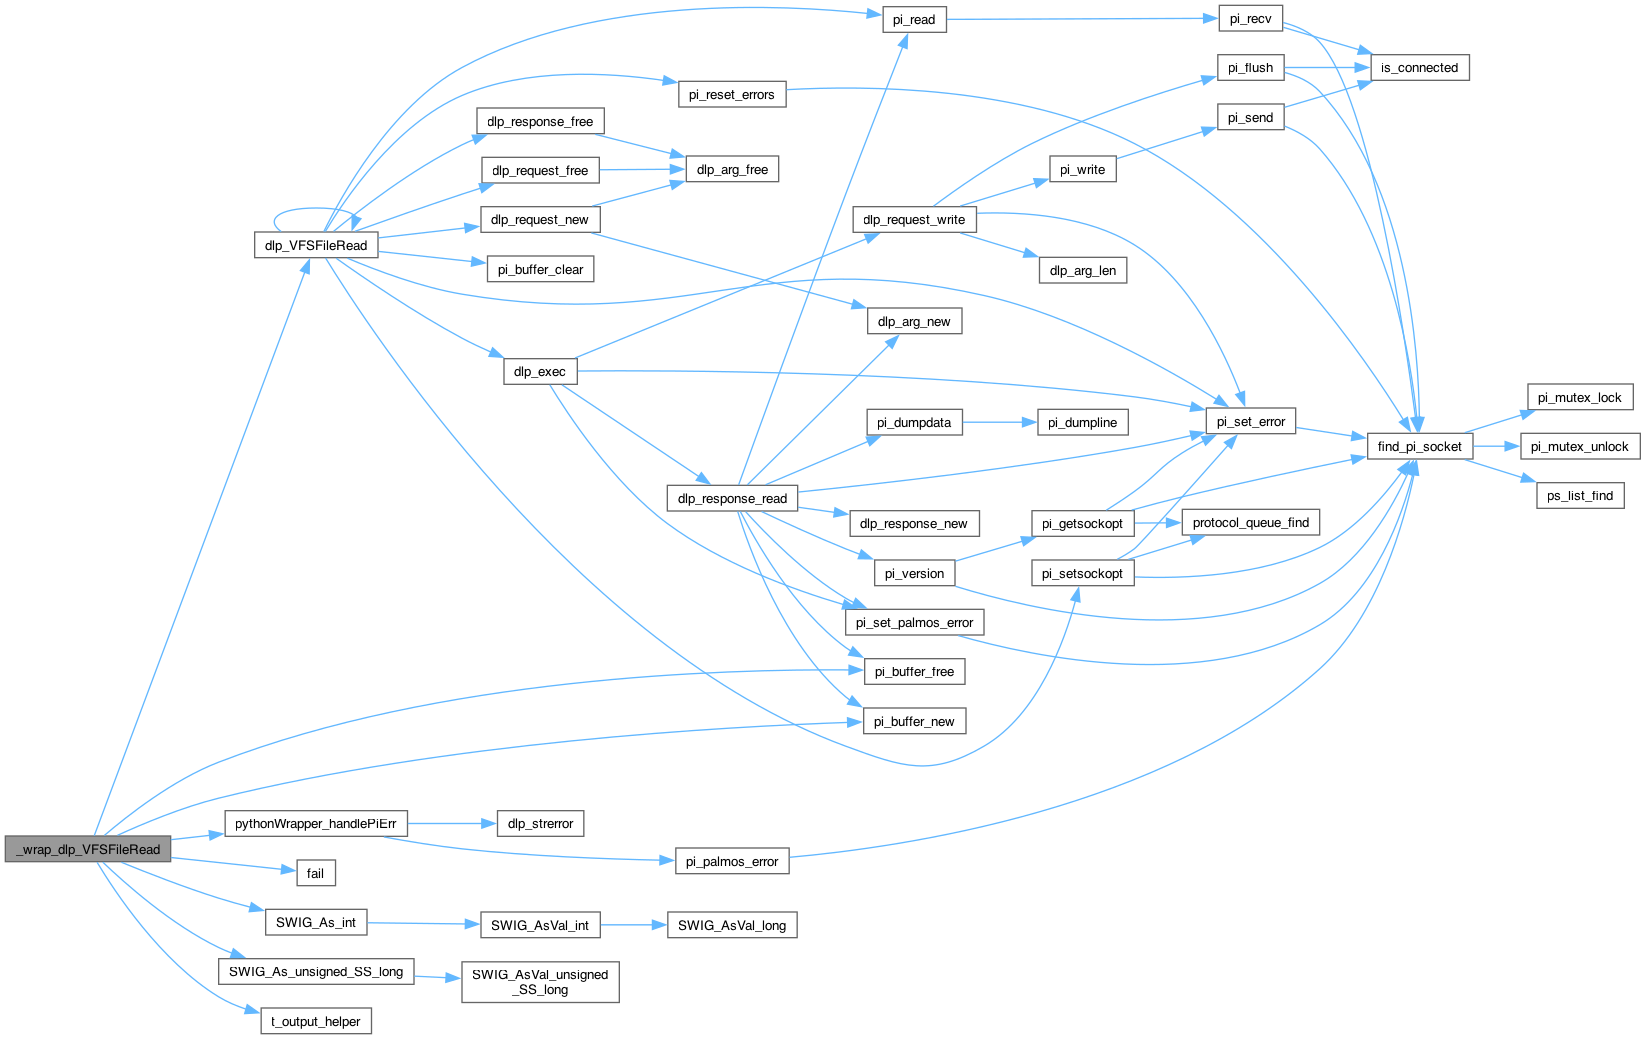 pi_read
pi_recv
pi_flush
is_connected
pi_reset_errors
dlp_response_free
pi_send
dlp_request_free
dlp_arg_free
pi_write
dlp_request_new
dlp_request_write
dlp_VFSFileRead
pi_buffer_clear
dlp_arg_len
dlp_arg_new
dlp_exec
pi_mutex_lock
pi_dumpdata
pi_dumpline
pi_set_error
find_pi_socket
pi_mutex_unlock
dlp_response_read
ps_list_find
dlp_response_new
pi_getsockopt
protocol_queue_find
pi_version
pi_setsockopt
pi_set_palmos_error
pi_buffer_free
pi_buffer_new
pythonWrapper_handlePiErr
dlp_strerror
_wrap_dlp_VFSFileRead
pi_palmos_error
fail
SWIG_As_int
SWIG_AsVal_int
SWIG_AsVal_long
SWIG_As_unsigned_SS_long
SWIG_AsVal_unsigned
_SS_long
t_output_helper